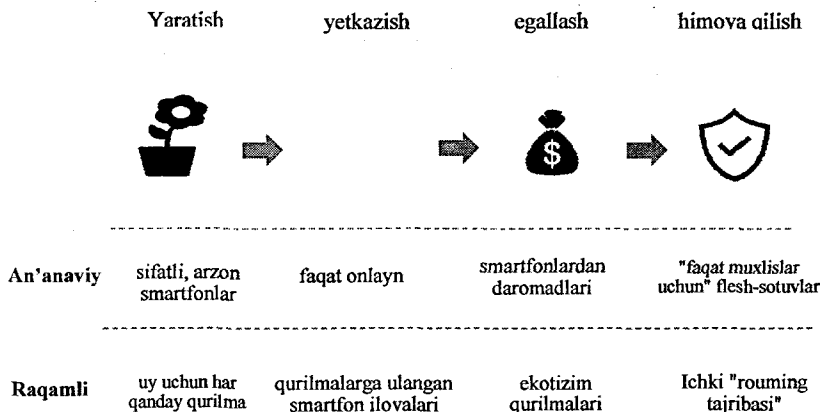 Yaratish yetkazish egallash himova qilish
$
An'anaviy sifatli, arzon smartfonlar faqat onlayn smartfonlardan daromadlari "faqat muxlislar uchun" flesh-sotuvlar
Raqamli uy uchun har qanday qurilma qurilmalarga ulangan smartfon ilovalari ekotizim qurilmalari Ichki "rouming tajribasi"